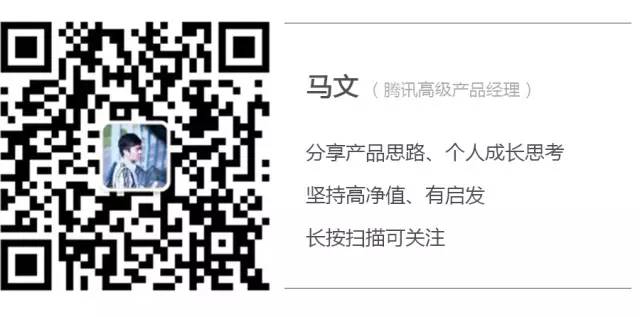 马文 （腾讯高级产品经理）
分享产品思路、个人成长思考
坚持高净值、有启发
长按扫描可关注